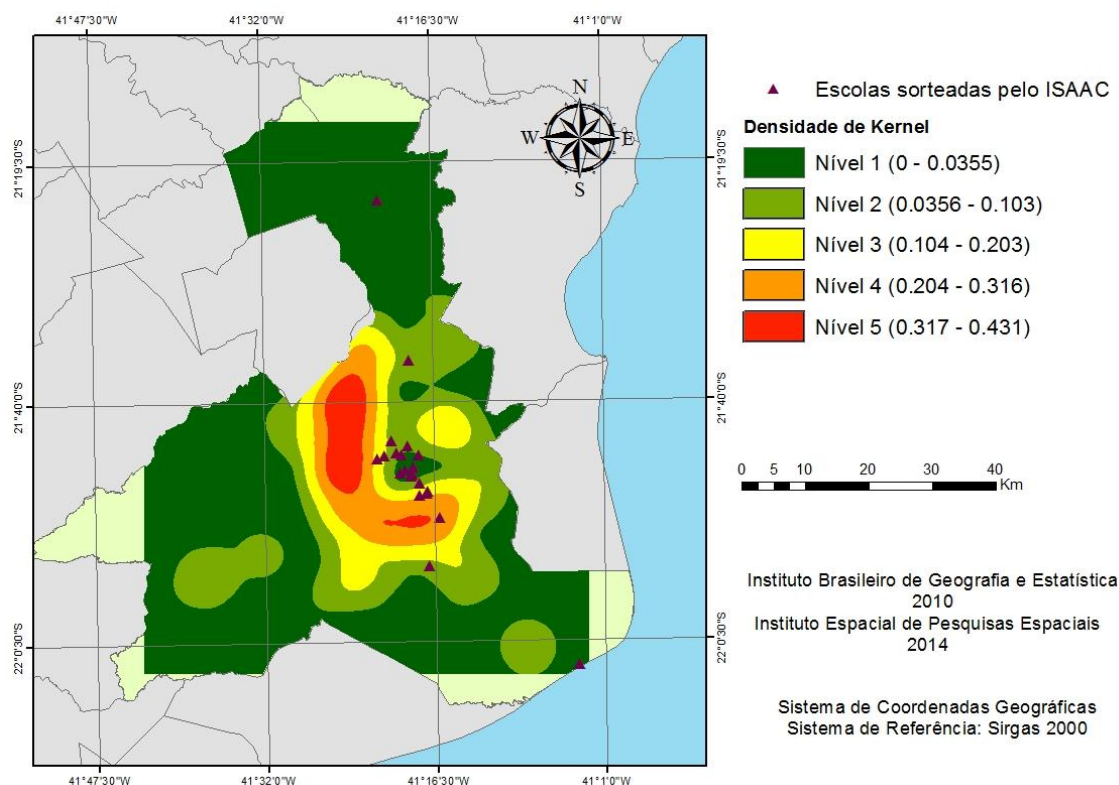 41°47'30"W
41°32'0"W
41°16'30"W
41°1'0"W
21°19'30"S
21°40'0"S
22°0'30"S
N
W
E
S
21°19'30"S
21°40'0"S
22°0'30"S
41°47'30"W
41°32'0"W
41°16'30"W
41°1'0"W
Escolas sorteadas pelo ISAAC
Densidade de Kernel
Nível 1 (0 - 0.0355)
Nível 2 (0.0356 - 0.103)
Nível 3 (0.104 - 0.203)
Nível 4 (0.204 - 0.316)
Nível 5 (0.317 - 0.431)
0 5 10 20 30 40
Km
Instituto Brasileiro de Geografia e Estatística
2010
Instituto Espacial de Pesquisas Espaciais
2014
Sistema de Coordenadas Geográficas
Sistema de Referência: Sirgas 2000